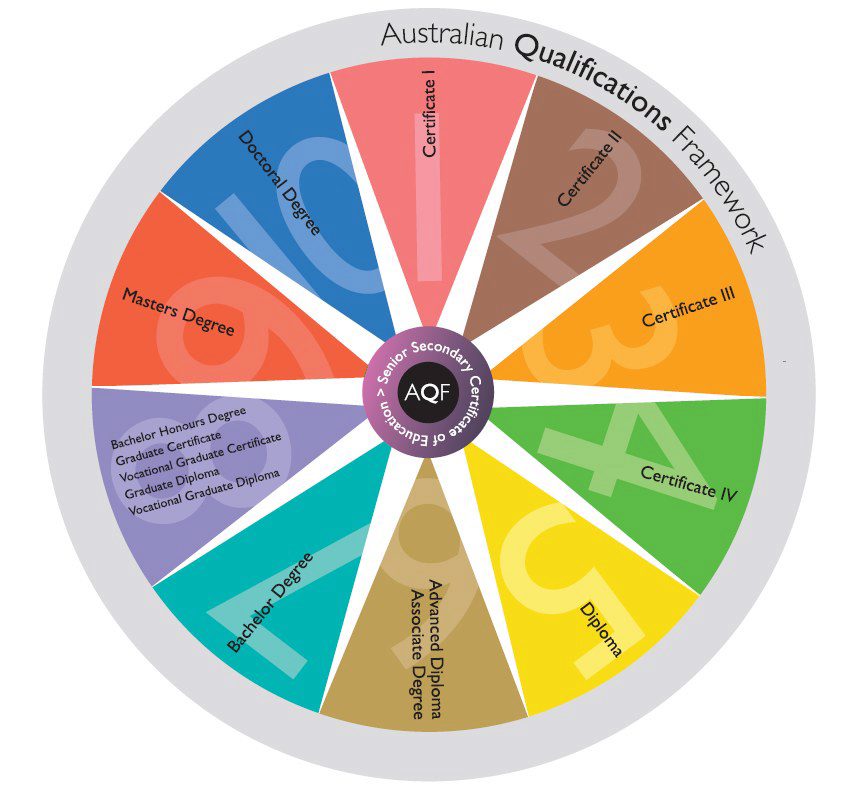 Australian Qualifications Framework
1
Certificate I
2
Certificate II
3
Certificate III
4
Certificate IV
5
Diploma
6
Advanced Diploma
Associate Degree
7
Bachelor Degree
8
Bachelor Honours Degree
Graduate Certificate
Vocational Graduate Certificate
Graduate Diploma
Vocational Graduate Diploma
9
Masters Degree
10
Doctoral Degree
> Senior Secondary Certificate of Education
AQF